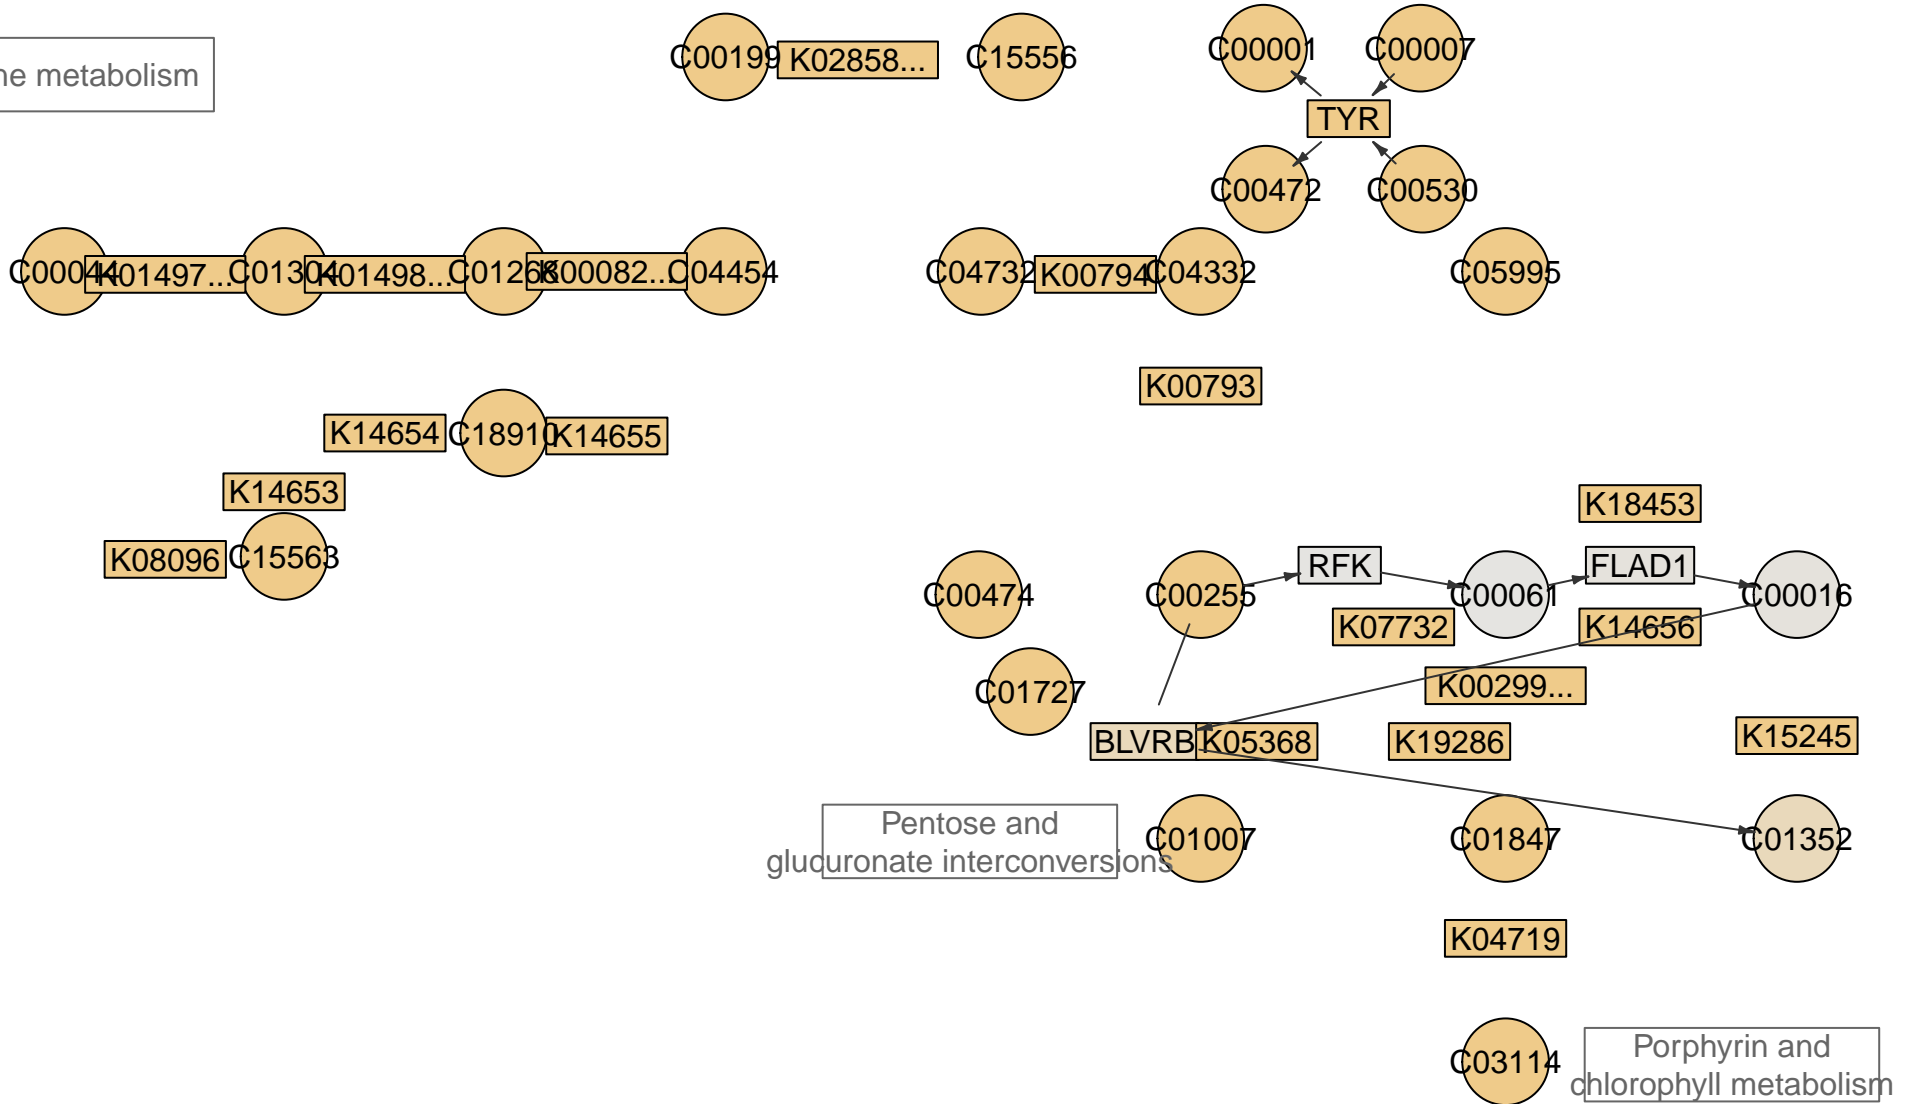 C00199
K02858...
C15556
C00001
C00007
ne metabolism
TYR
C00472
C00530
C00044
K01497...
C01304
K01498...
C01268
K00082...
C04454
C04732
K00794
C04332
C05995
K00793
K14654
C18910
K14655
K14653
K08096
C15563
K18453
C00474
C00255
RFK
C00061
FLAD1
C00016
K07732
K14656
C01727
K00299...
BLVRB
K05368
K19286
K15245
Pentose and
glucuronate interconversions
C01007
C01847
C01352
K04719
C03114
Porphyrin and
chlorophyll metabolism